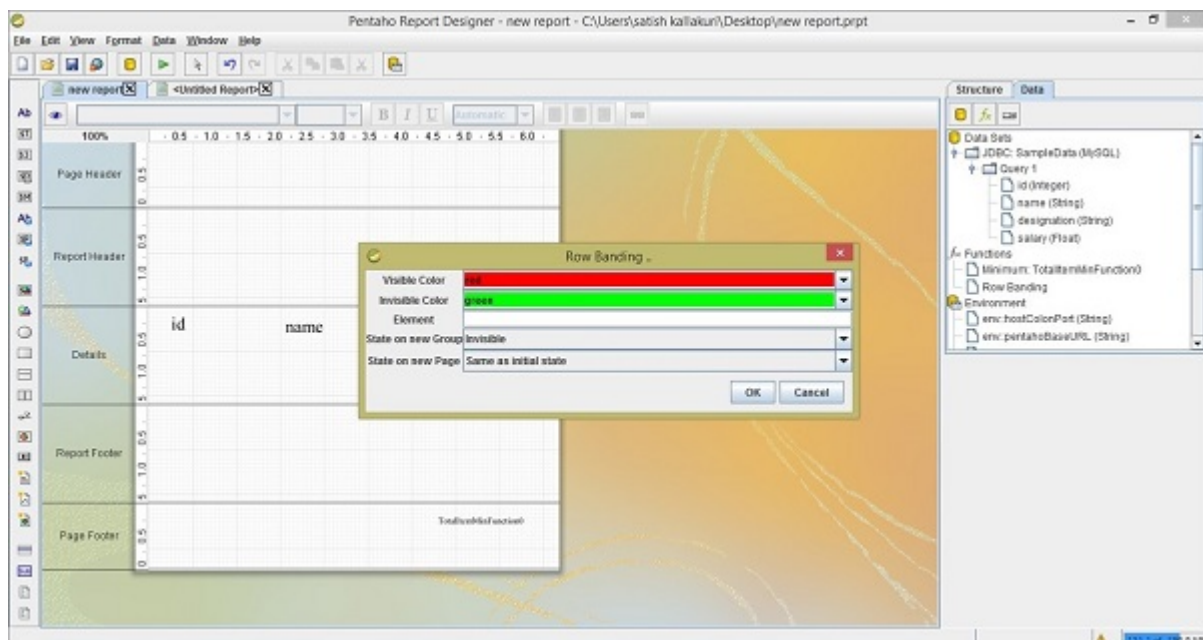 Pentaho Report Designer - new report - C:\Users\satish kallakuri\Desktop\new report.prpt
File Edit View Format Data Window Help
new report
<Untitled Report>
Structure Data
B I U Automatic
100%
0.5 1.0 1.5 2.0 2.5 3.0 3.5 4.0 4.5 5.0 5.5 6.0
Page Header
Report Header
Details
id name
Report Footer
Page Footer
TotalItemMinFunction0
Row Banding ..
Visible Color red
Invisible Color green
Element
State on new Group Invisible
State on new Page Same as initial state
OK Cancel
Data Sets
JDBC: SampleData (MySQL)
Query 1
id (Integer)
name (String)
designation (String)
salary (Float)
Functions
Minimum: TotalItemMinFunction0
Row Banding
Environment
env:hostColonPort (String)
env:pentahoBaseURL (String)